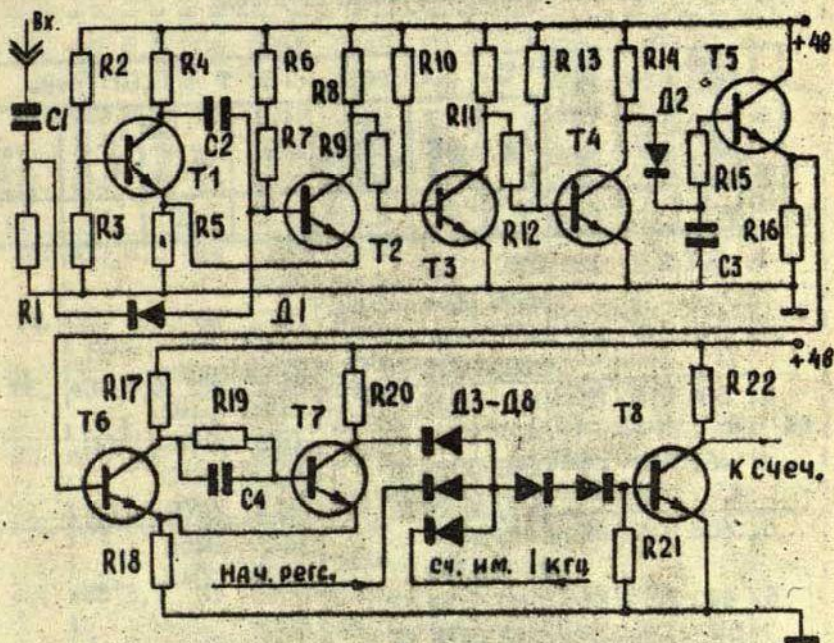 Вх.
+4в
R2 R4 R6 R8 R10 R13 R14 T5
C1 C2 Д2
R7 R9 R11 T4
T1 R15
R3 R5 T2 T3 R12 C3 R16
R1 Д1
+4в
R17 R19 T7 R20 Д3-Д8 T8 R22
T6
C4 К счеч.
R18 R21
нач. регс. сч. им. 1 кгц